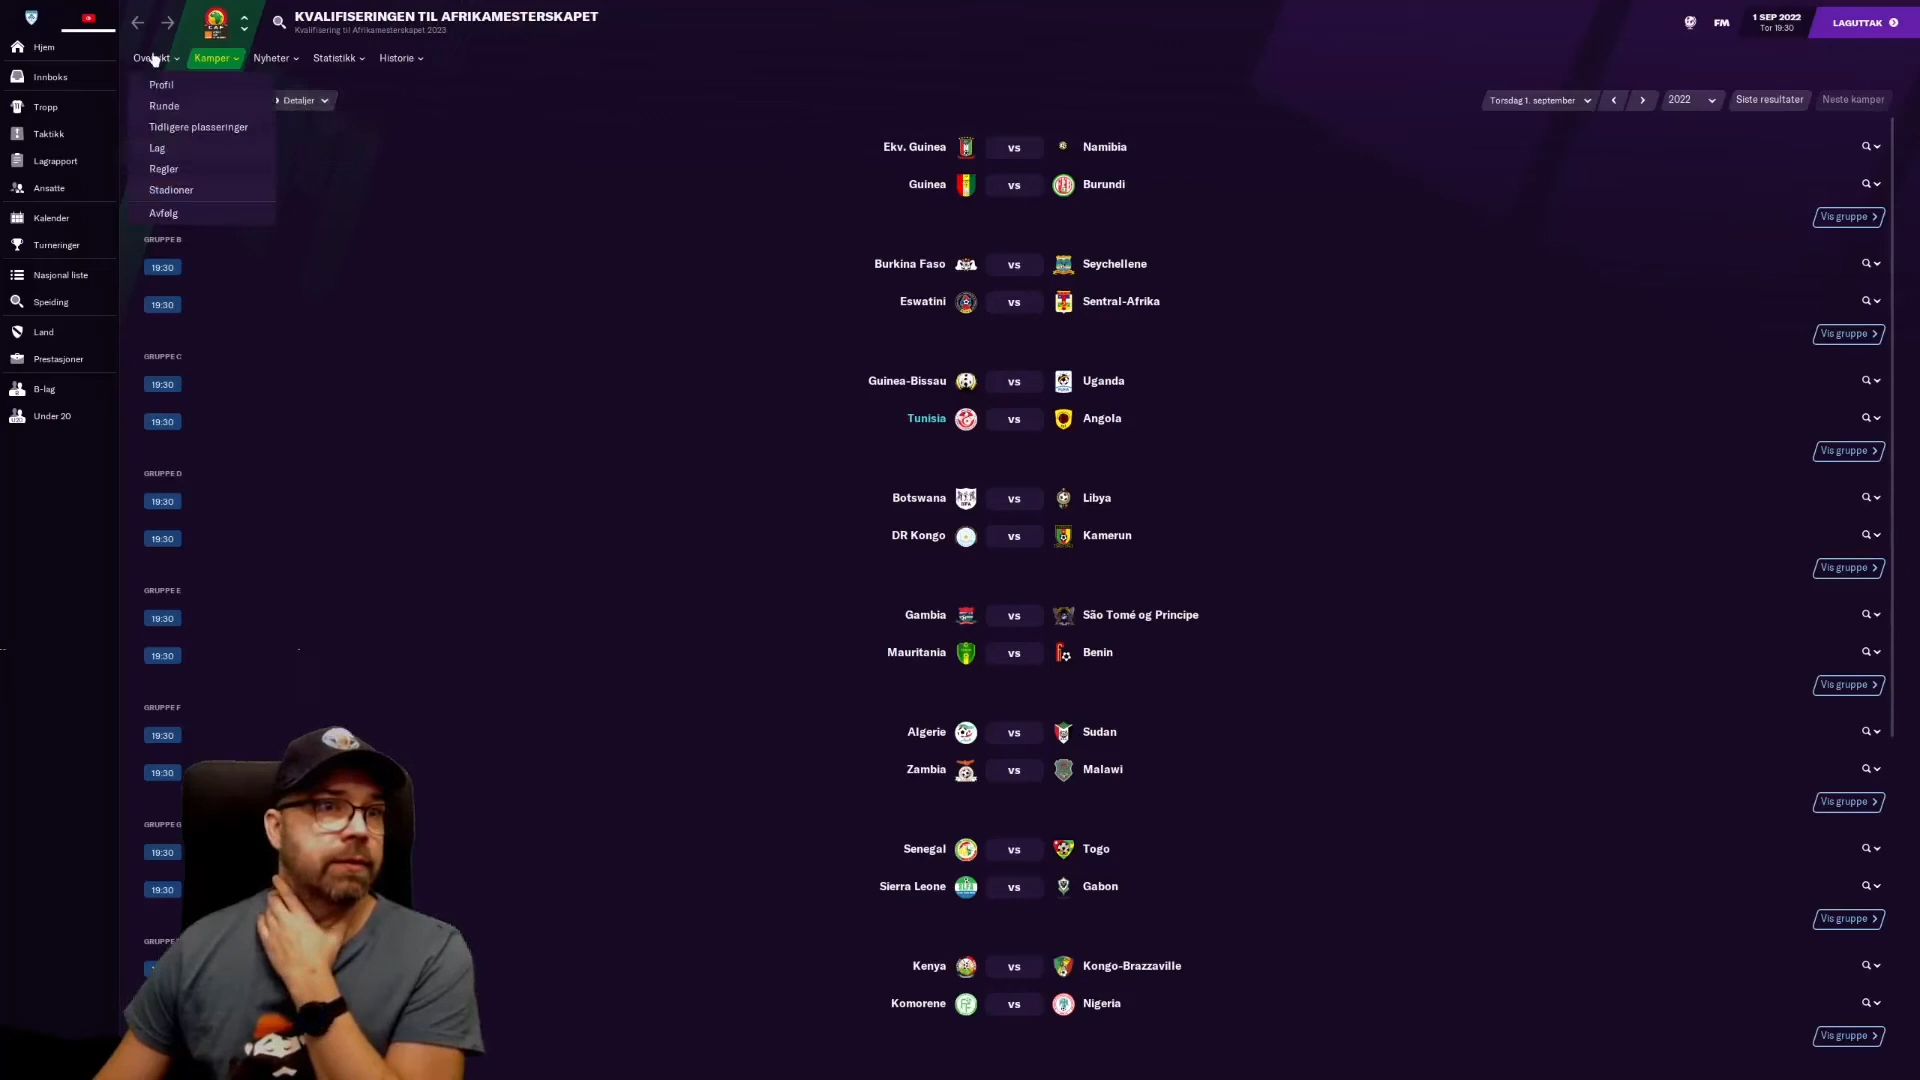 KVALIFISERINGEN TIL AFRIKAMESTERSKAPET
Kvalifisering til Afrikamesterskapet 2023
FM
1 SEP 2022
Tor 19:30
LAGUTTAK
Kamper
Nyheter
Statistikk
Historie
Hjem
Innboks
Tropp
Taktikk
Lagrapport
Ansatte
Kalender
Turneringer
Nasjonal liste
Speiding
Land
Prestasjoner
B-lag
Under 20
Profil
Runde
Tidligere plasseringer
Lag
Regler
Stadioner
Avfølg
Detaljer
Torsdag 1. september
2022
Siste resultater
Neste kamper
Ekv. Guinea vs Namibia
Guinea vs Burundi
Vis gruppe
GRUPPE B
19:30 Burkina Faso vs Seychellene
19:30 Eswatini vs Sentral-Afrika
Vis gruppe
GRUPPE C
19:30 Guinea-Bissau vs Uganda
19:30 Tunisia vs Angola
Vis gruppe
GRUPPE D
19:30 Botswana vs Libya
19:30 DR Kongo vs Kamerun
Vis gruppe
GRUPPE E
19:30 Gambia vs São Tomé og Principe
19:30 Mauritania vs Benin
Vis gruppe
GRUPPE F
19:30 Algerie vs Sudan
19:30 Zambia vs Malawi
Vis gruppe
GRUPPE G
19:30 Senegal vs Togo
19:30 Sierra Leone vs Gabon
Vis gruppe
Kenya vs Kongo-Brazzaville
Komorene vs Nigeria
Vis gruppe